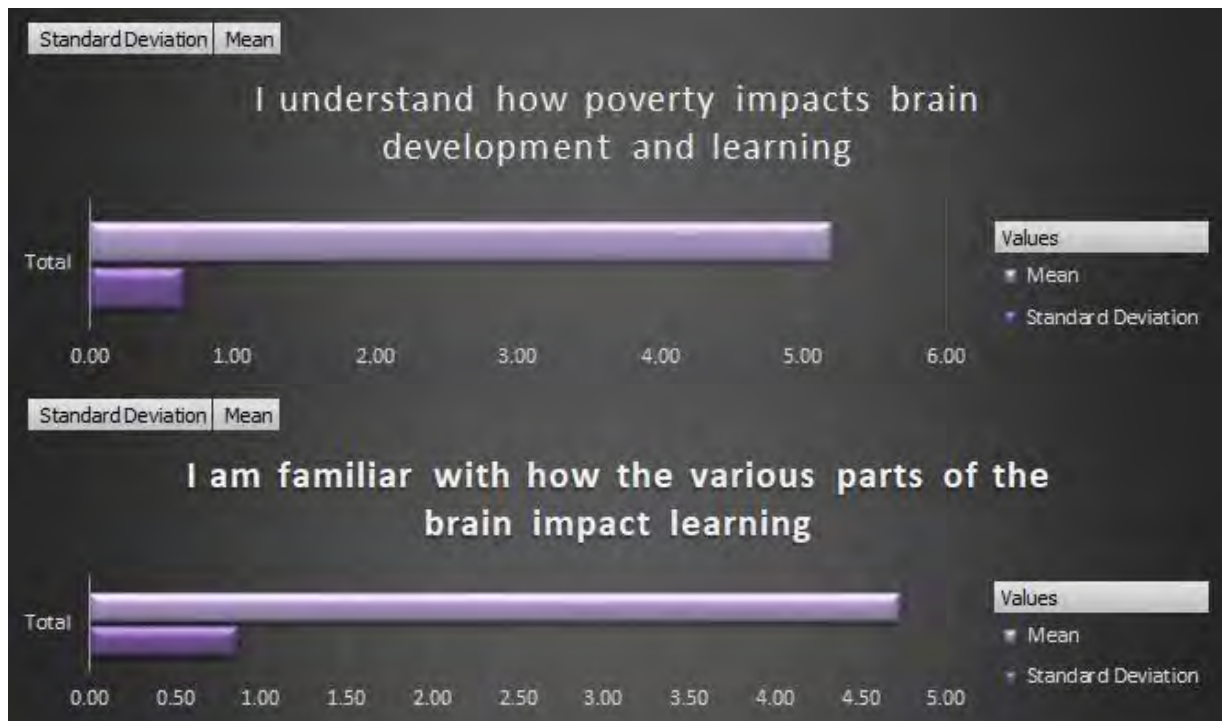 Standard Deviation Mean
I understand how poverty impacts brain
development and learning
Total
0.00 1.00 2.00 3.00 4.00 5.00 6.00
Values
Mean
Standard Deviation
Standard Deviation Mean
I am familiar with how the various parts of the
brain impact learning
Total
0.00 0.50 1.00 1.50 2.00 2.50 3.00 3.50 4.00 4.50 5.00
Values
Mean
Standard Deviation